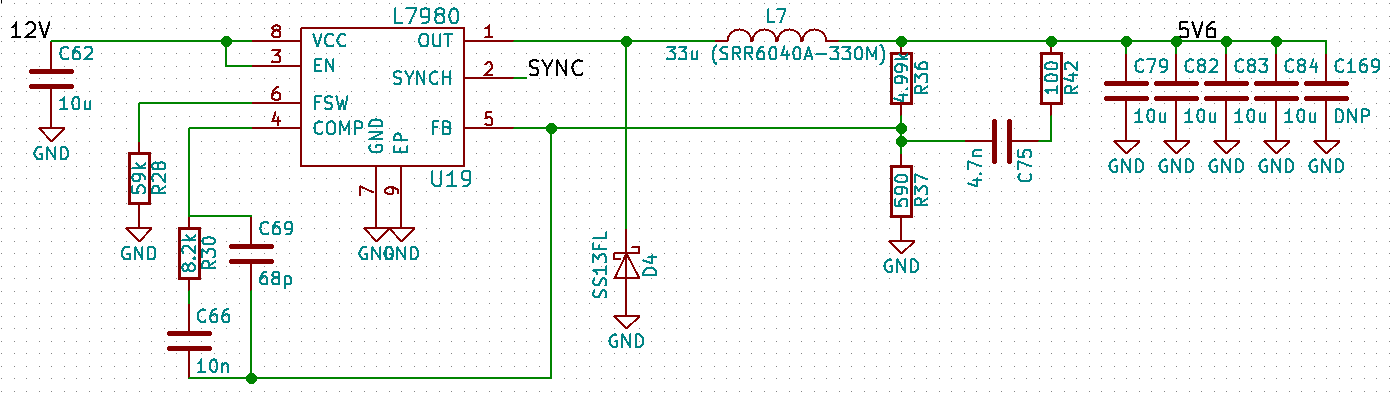 12V
C62
10u
GND
L7980
8
VCC
3
EN
6
FSW
4
COMP
OUT
1
SYNCH
2
SYNC
FB
5
GND
EP
7
9
U19
GND
GND
59k
R28
GND
8.2k
R30
C69
68p
C66
10n
SS13FL
D4
GND
L7
33u (SRR6040A-330M)
4.99k
R36
590
R37
GND
100
R42
4.7n
C75
5V6
C79
10u
GND
C82
10u
GND
C83
10u
GND
C84
10u
GND
C169
DNP
GND